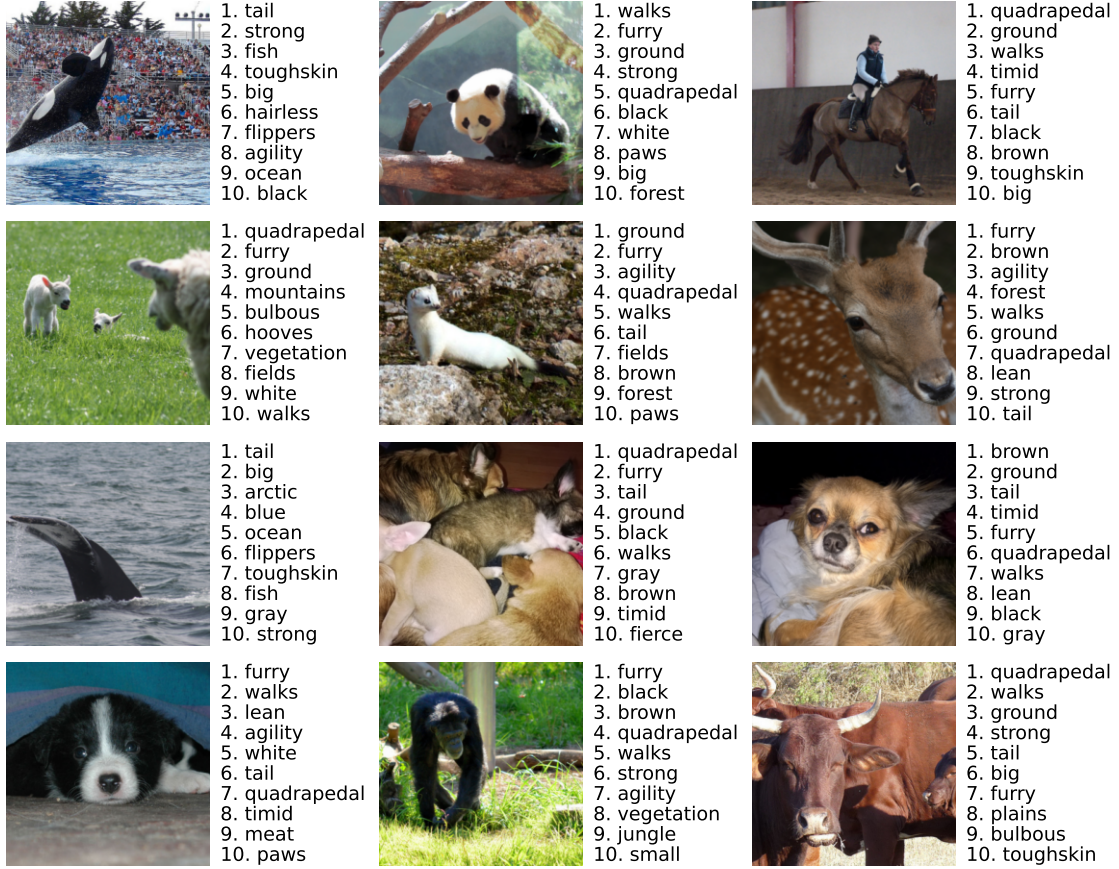 1. tail
2. strong
3. fish
4. toughskin
5. big
6. hairless
7. flippers
8. agility
9. ocean
10. black
1. walks
2. furry
3. ground
4. strong
5. quadrapedal
6. black
7. white
8. paws
9. big
10. forest
1. quadrapedal
2. ground
3. walks
4. timid
5. furry
6. tail
7. black
8. brown
9. toughskin
10. big
1. quadrapedal
2. furry
3. ground
4. mountains
5. bulbous
6. hooves
7. vegetation
8. fields
9. white
10. walks
1. ground
2. furry
3. agility
4. quadrapedal
5. walks
6. tail
7. fields
8. brown
9. forest
10. paws
1. furry
2. brown
3. agility
4. forest
5. walks
6. ground
7. quadrapedal
8. lean
9. strong
10. tail
1. tail
2. big
3. arctic
4. blue
5. ocean
6. flippers
7. toughskin
8. fish
9. gray
10. strong
1. quadrapedal
2. furry
3. tail
4. ground
5. black
6. walks
7. gray
8. brown
9. timid
10. fierce
1. brown
2. ground
3. tail
4. timid
5. furry
6. quadrapedal
7. walks
8. lean
9. black
10. gray
1. furry
2. walks
3. lean
4. agility
5. white
6. tail
7. quadrapedal
8. timid
9. meat
10. paws
1. furry
2. black
3. brown
4. quadrapedal
5. walks
6. strong
7. agility
8. vegetation
9. jungle
10. small
1. quadrapedal
2. walks
3. ground
4. strong
5. tail
6. big
7. furry
8. plains
9. bulbous
10. toughskin